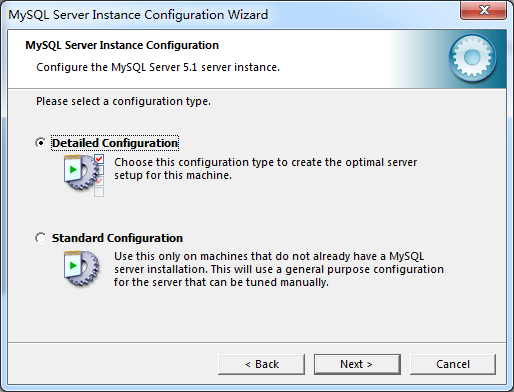 MySQL Server Instance Configuration Wizard
MySQL Server Instance Configuration
Configure the MySQL Server 5.1 server instance.
Please select a configuration type.
Detailed Configuration
Choose this configuration type to create the optimal server
setup for this machine.
Standard Configuration
Use this only on machines that do not already have a MySQL
server installation. This will use a general purpose configuration
for the server that can be tuned manually.
< Back
Next >
Cancel